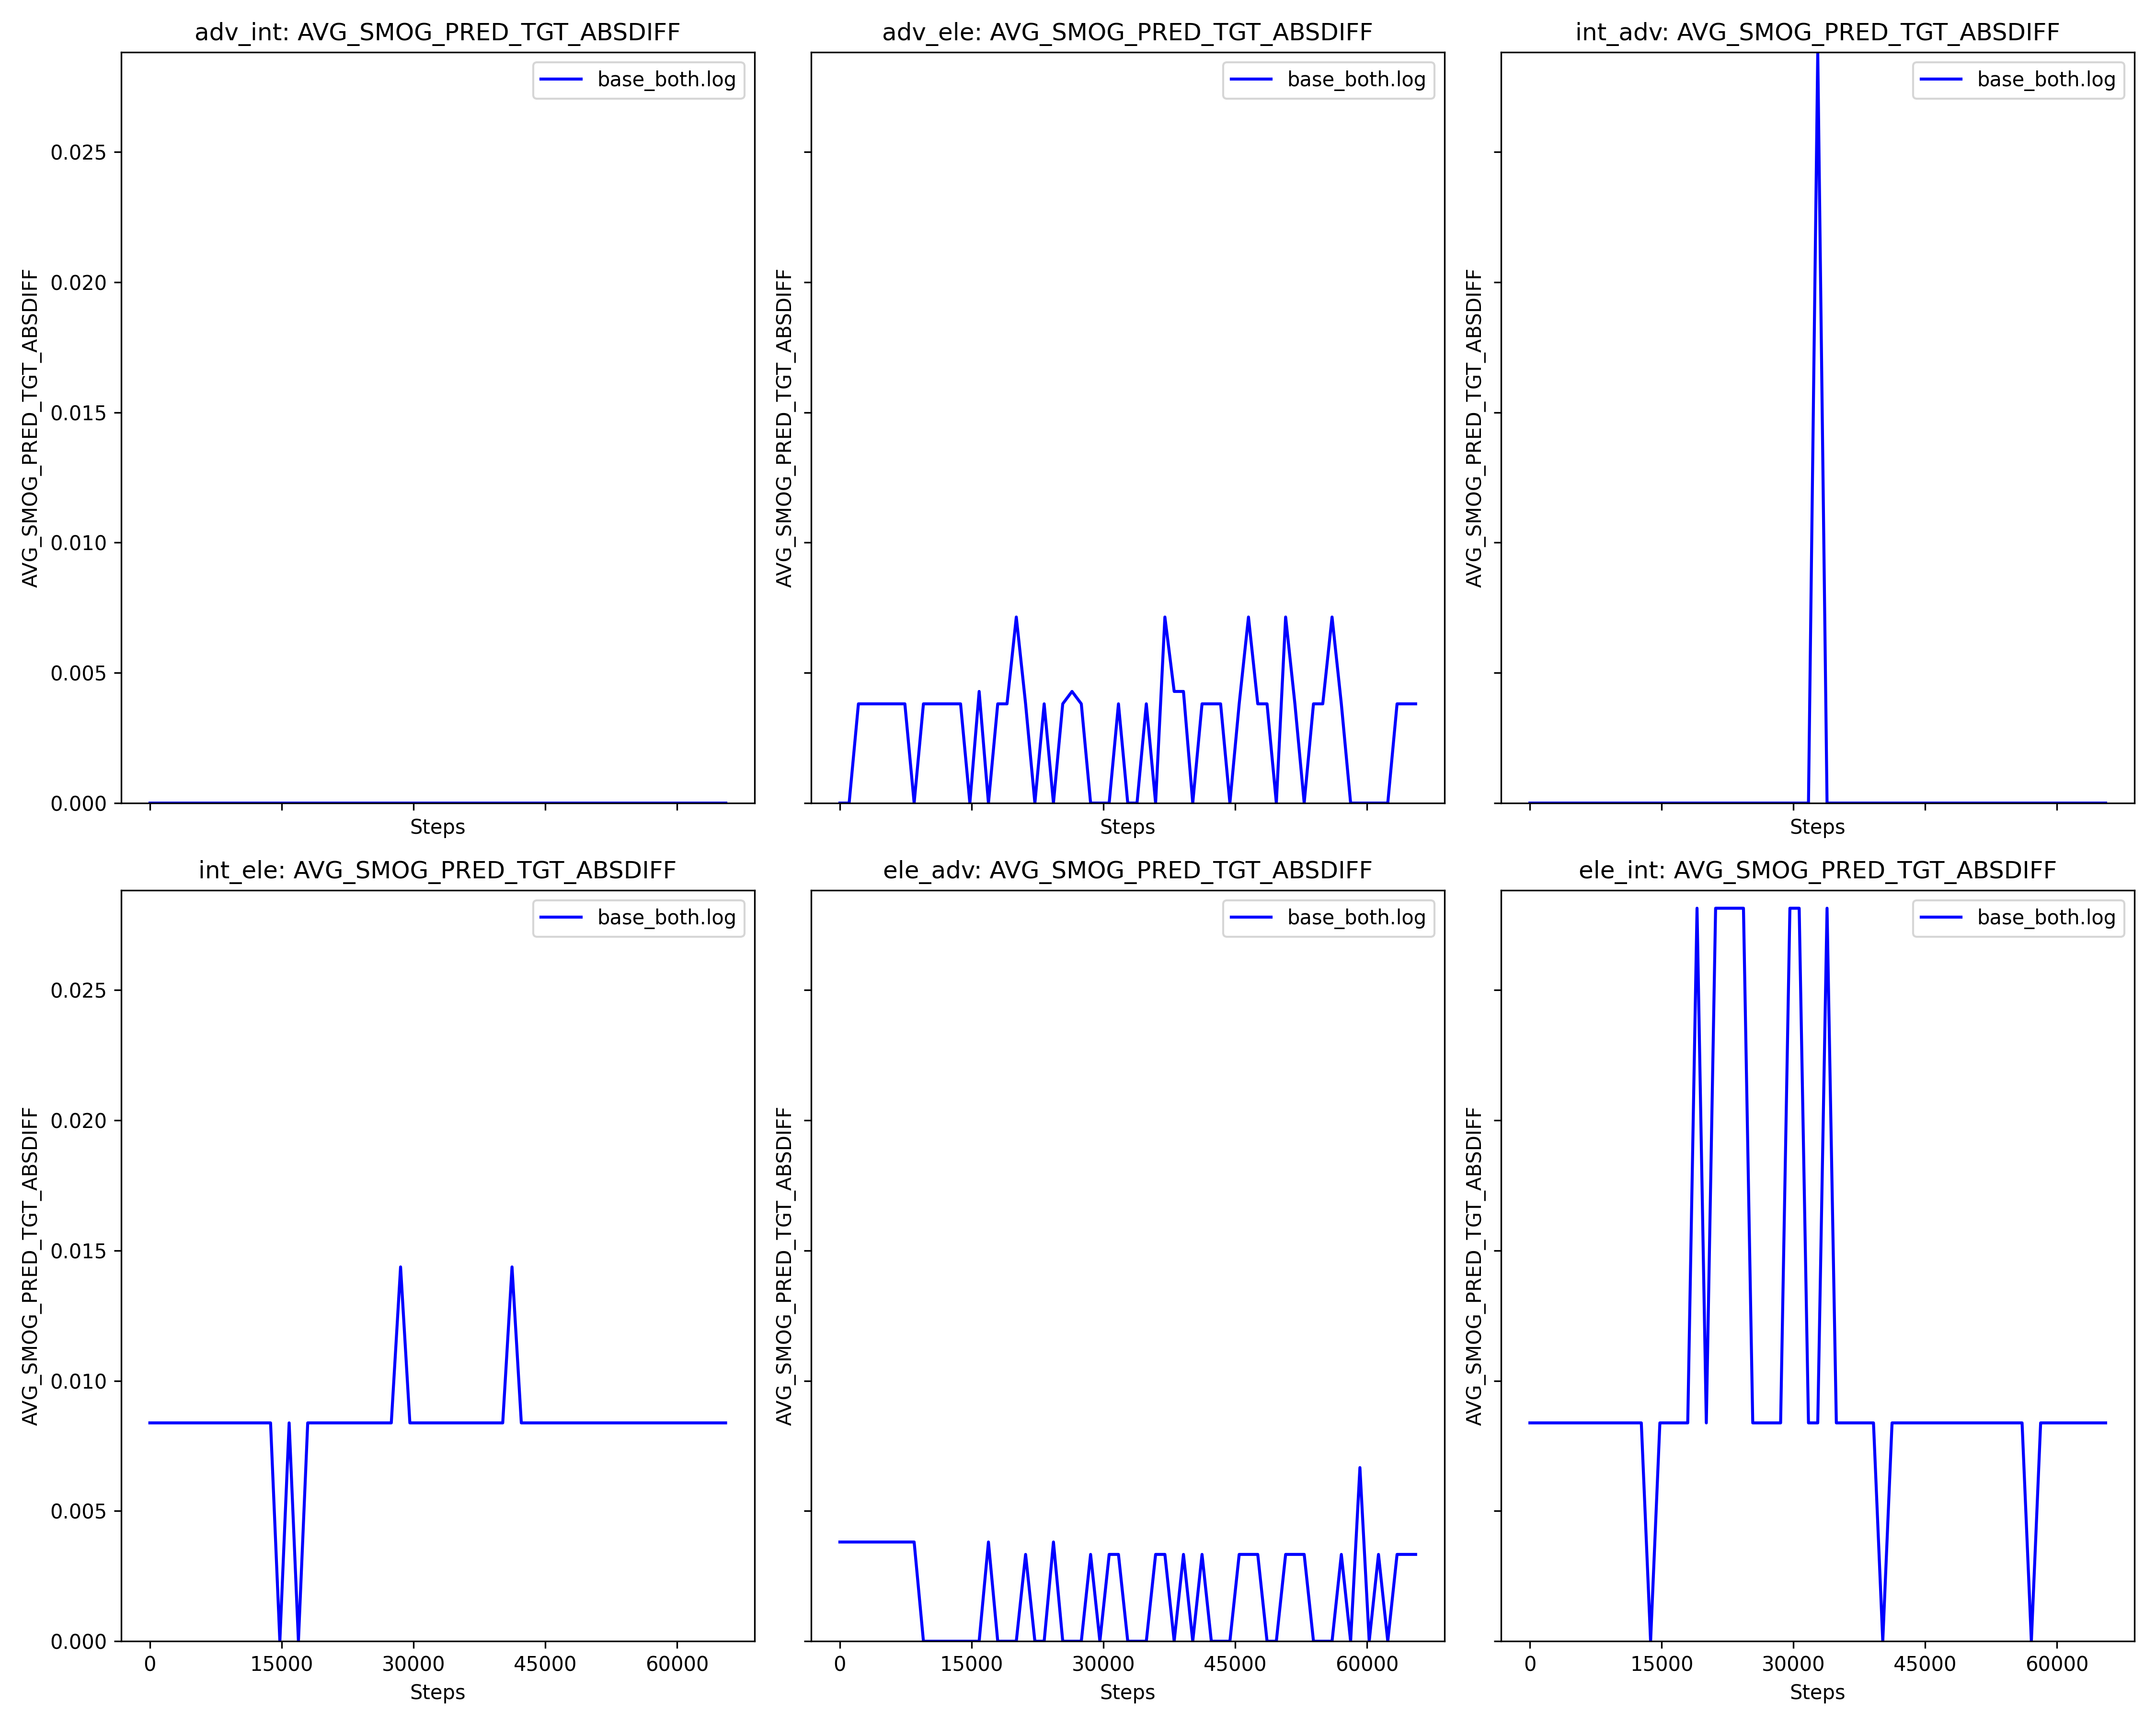 adv_int: AVG_SMOG_PRED_TGT_ABSDIFF
AVG_SMOG_PRED_TGT_ABSDIFF
base_both.log
0.025
0.020
0.015
0.010
0.005
0.000
Steps
adv_ele: AVG_SMOG_PRED_TGT_ABSDIFF
AVG_SMOG_PRED_TGT_ABSDIFF
base_both.log
Steps
int_adv: AVG_SMOG_PRED_TGT_ABSDIFF
AVG_SMOG_PRED_TGT_ABSDIFF
base_both.log
Steps
int_ele: AVG_SMOG_PRED_TGT_ABSDIFF
AVG_SMOG_PRED_TGT_ABSDIFF
base_both.log
0.025
0.020
0.015
0.010
0.005
0.000
0 15000 30000 45000 60000
Steps
ele_adv: AVG_SMOG_PRED_TGT_ABSDIFF
AVG_SMOG_PRED_TGT_ABSDIFF
base_both.log
0 15000 30000 45000 60000
Steps
ele_int: AVG_SMOG_PRED_TGT_ABSDIFF
AVG_SMOG_PRED_TGT_ABSDIFF
base_both.log
0 15000 30000 45000 60000
Steps